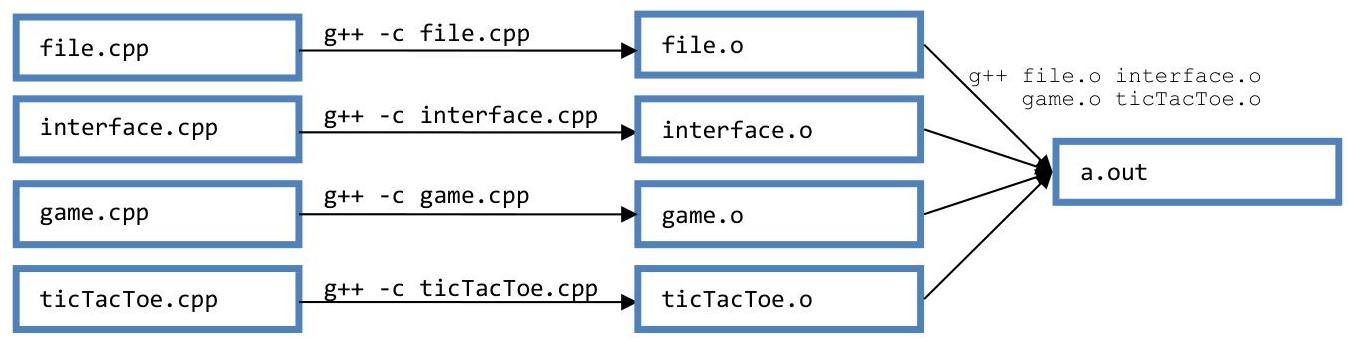 file.cpp
g++ -c file.cpp
file.o
g++ file.o interface.o
game.o ticTacToe.o
interface.cpp
g++ -c interface.cpp
interface.o
a.out
game.cpp
g++ -c game.cpp
game.o
ticTacToe.cpp
g++ -c ticTacToe.cpp
ticTacToe.o